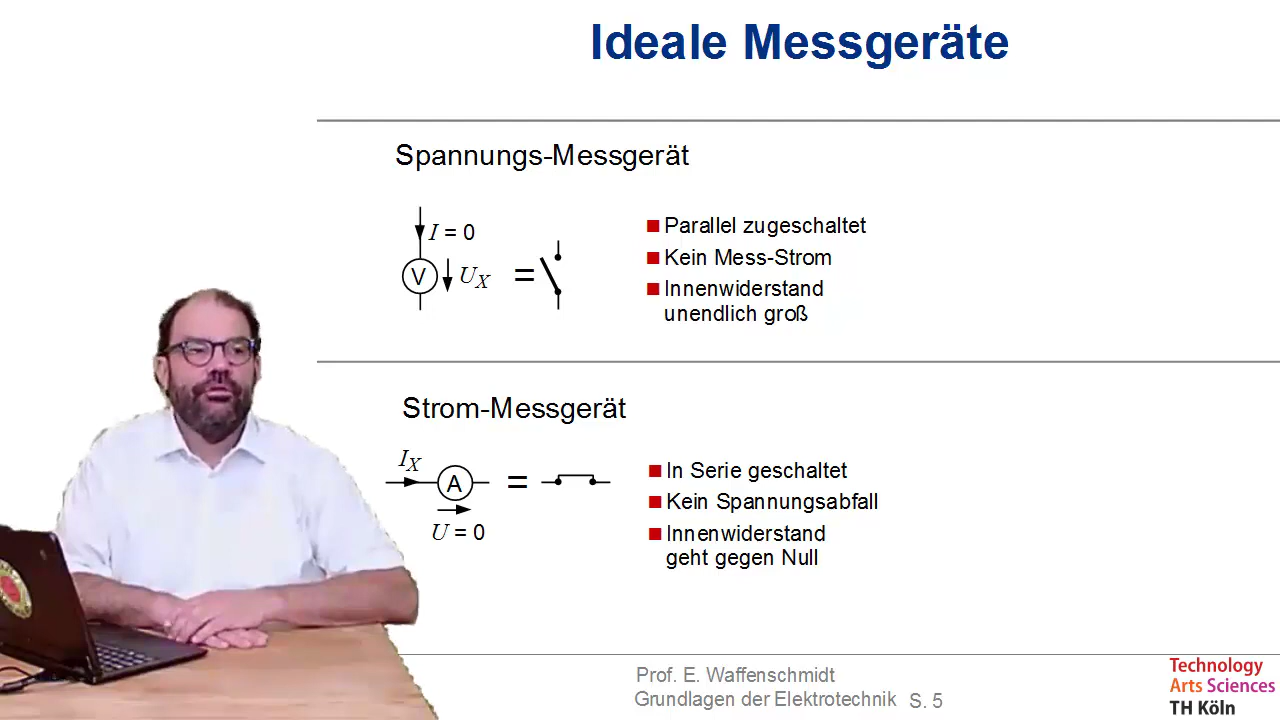 Ideale Messgeräte
Spannungs-Messgerät
I = 0
V
U_X
=
Parallel zugeschaltet
Kein Mess-Strom
Innenwiderstand
unendlich groß
Strom-Messgerät
I_X
A
=
U = 0
In Serie geschaltet
Kein Spannungsabfall
Innenwiderstand
geht gegen Null
Prof. E. Waffenschmidt
Grundlagen der Elektrotechnik S. 5
Technology
Arts Sciences
TH Köln